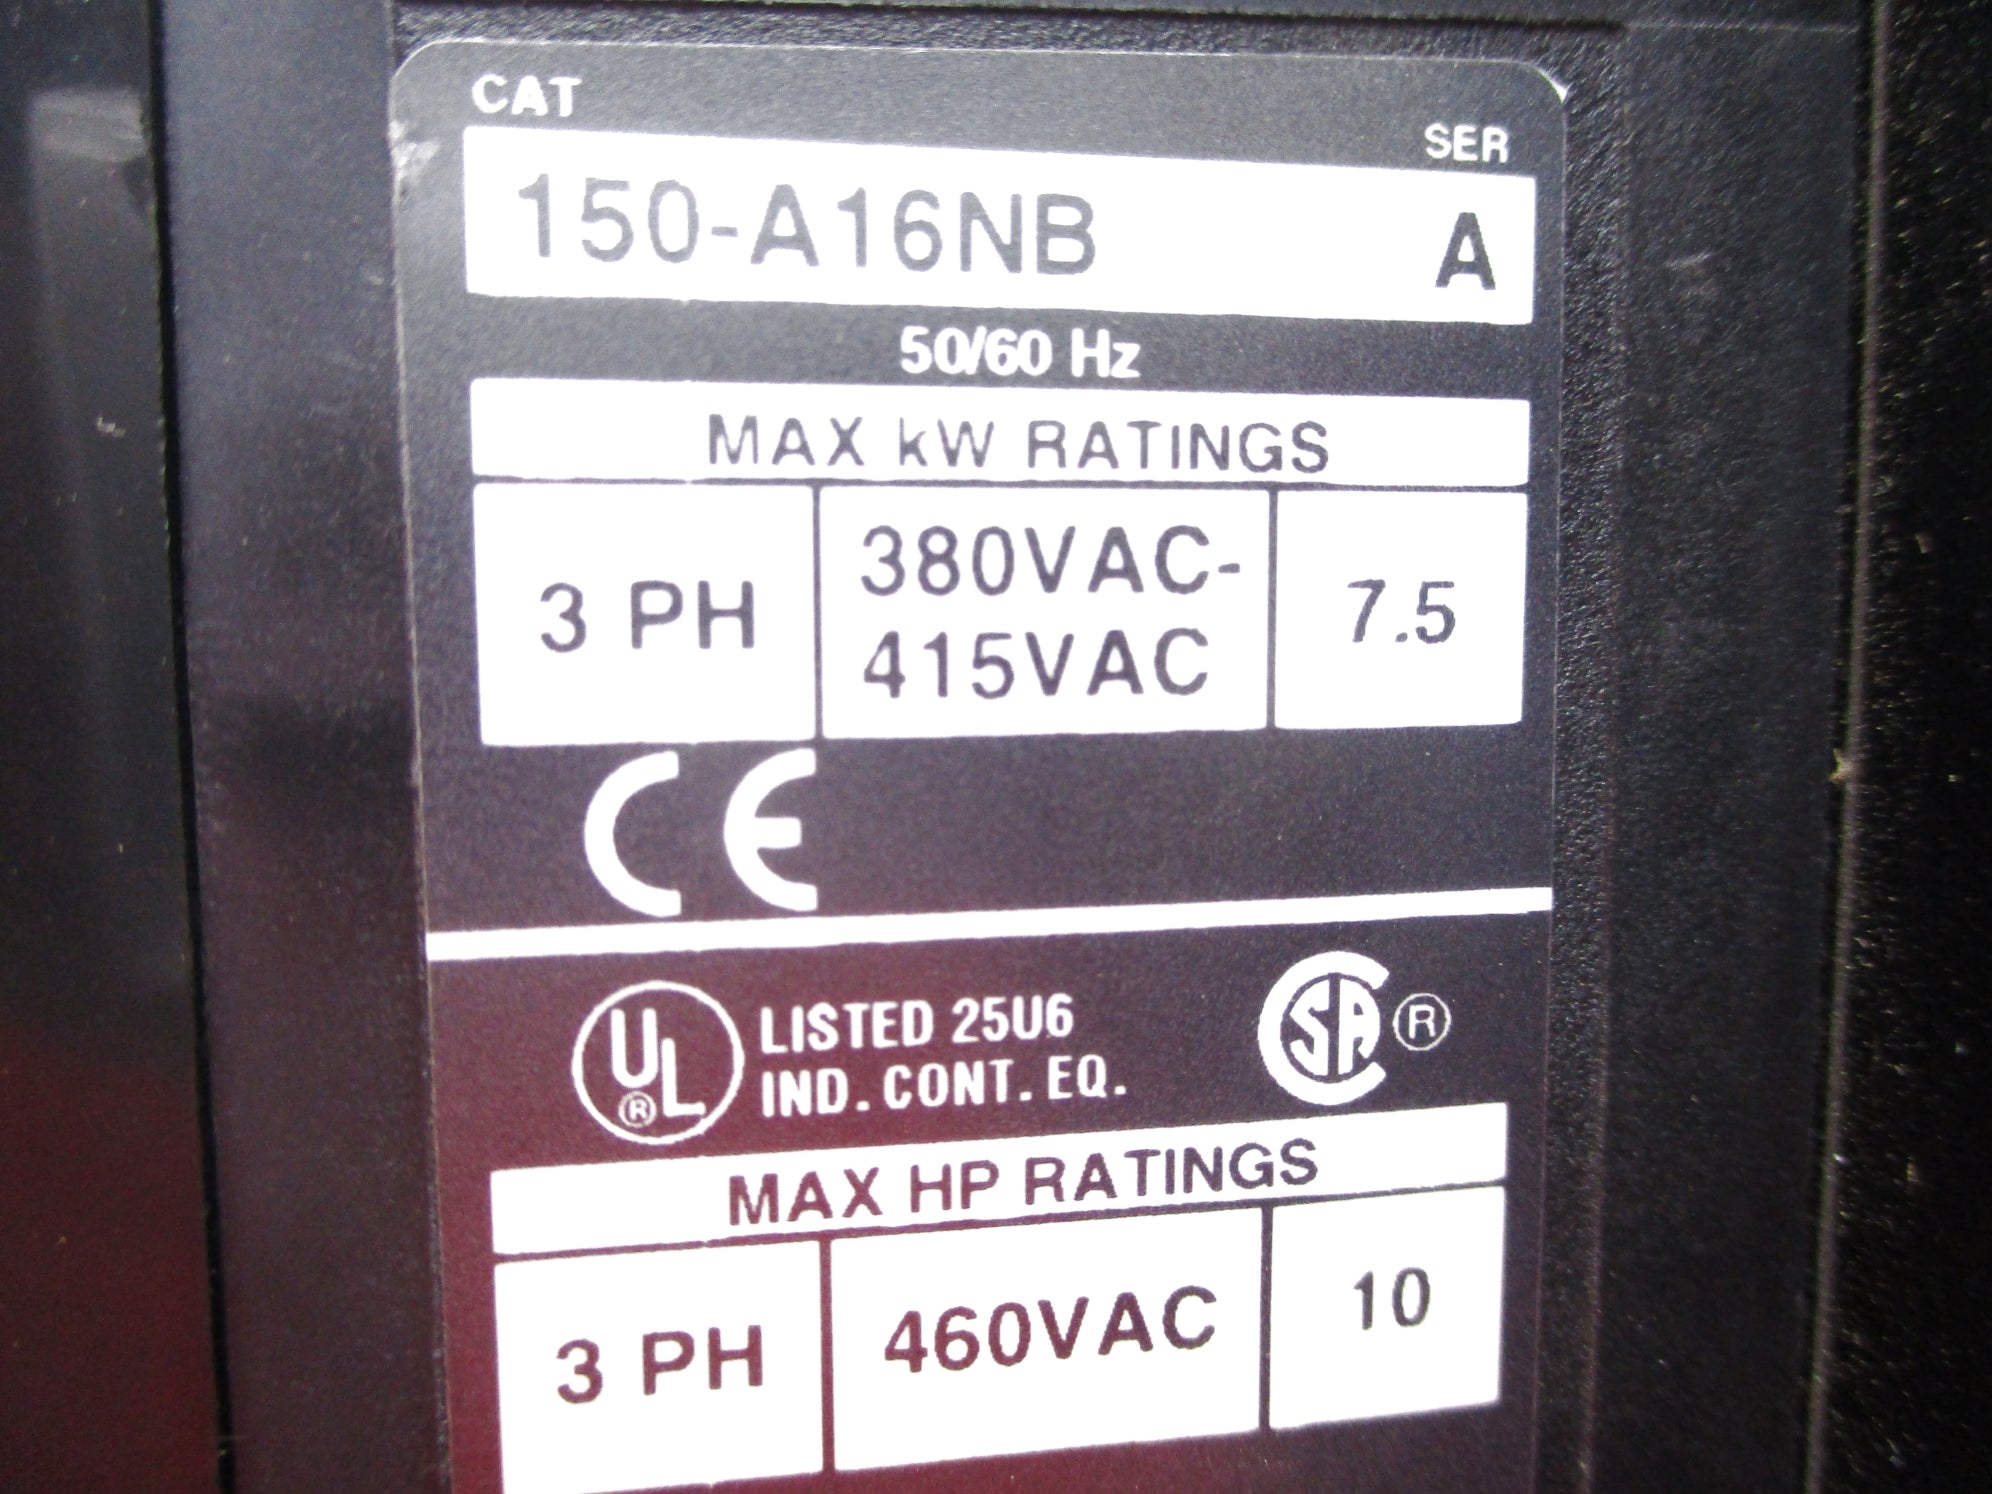 CAT
SER
150-A16NB A
50/60 Hz
MAX kW RATINGS
3 PH
380VAC-
415VAC
7.5
CE
UL ® LISTED 25U6
IND. CONT. EQ.
CSA ®
MAX HP RATINGS
3 PH 460VAC 10